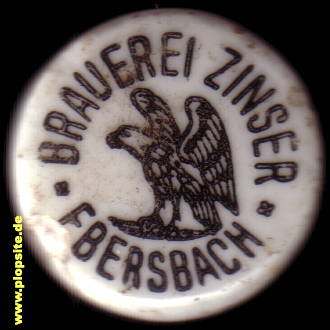 BRAUEREI ZINSER
* EBERSBACH *
www.plopsite.de